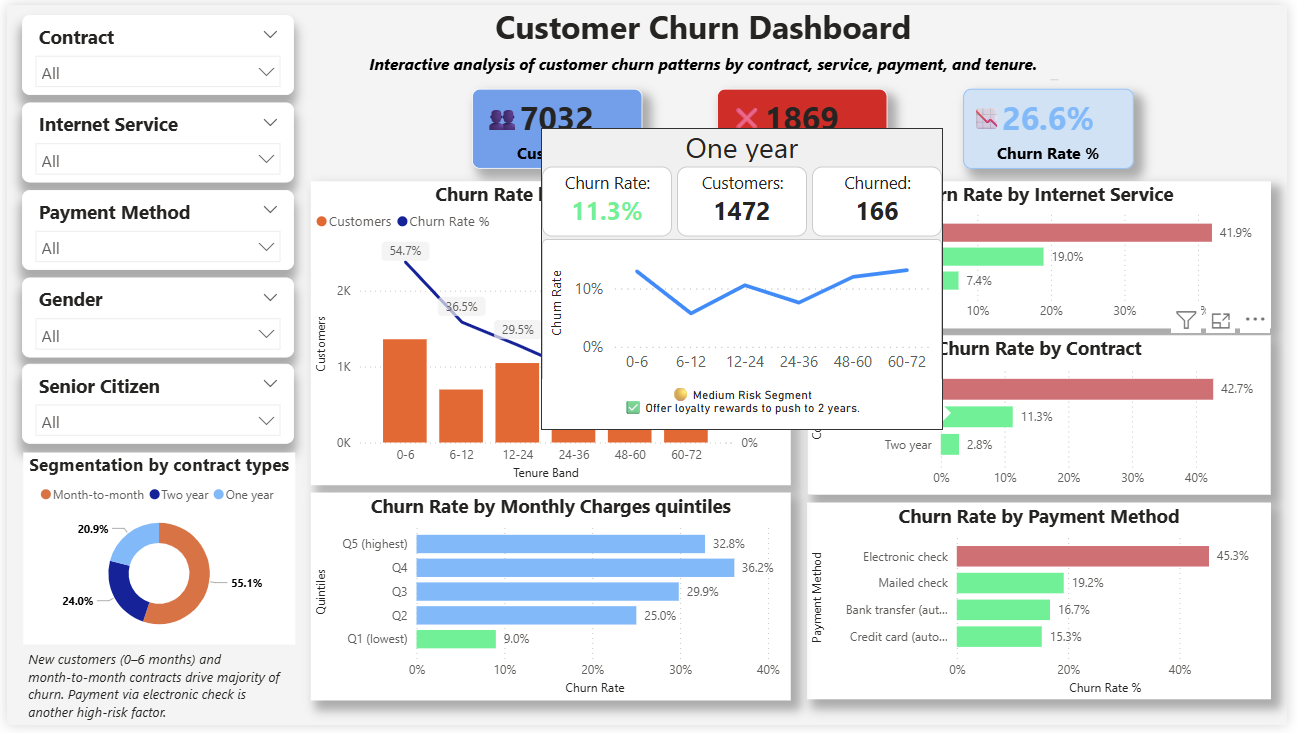 Customer Churn Dashboard
Interactive analysis of customer churn patterns by contract, service, payment, and tenure.
Contract
All
Internet Service
All
Payment Method
All
Gender
All
Senior Citizen
All
7032
1869
26.6%
Churn Rate %
One year
Churn Rate:
11.3%
Customers:
1472
Churned:
166
Churn Rate
10%
0%
0-6
6-12
12-24
24-36
48-60
60-72
Medium Risk Segment
Offer loyalty rewards to push to 2 years.
Churn Rate
Customers
Churn Rate %
54.7%
36.5%
29.5%
Customers
2K
1K
0K
0%
0-6
6-12
12-24
24-36
48-60
60-72
Tenure Band
Rate by Internet Service
41.9%
19.0%
7.4%
10%
20%
30%
Churn Rate by Contract
42.7%
11.3%
Two year
2.8%
0%
10%
20%
30%
40%
Segmentation by contract types
Month-to-month
Two year
One year
20.9%
24.0%
55.1%
New customers (0–6 months) and
month-to-month contracts drive majority of
churn. Payment via electronic check is
another high-risk factor.
Churn Rate by Monthly Charges quintiles
Quintiles
Q5 (highest)
32.8%
Q4
36.2%
Q3
29.9%
Q2
25.0%
Q1 (lowest)
9.0%
0%
10%
20%
30%
40%
Churn Rate
Churn Rate by Payment Method
Payment Method
Electronic check
45.3%
Mailed check
19.2%
Bank transfer (aut...
16.7%
Credit card (auto...
15.3%
0%
20%
40%
Churn Rate %